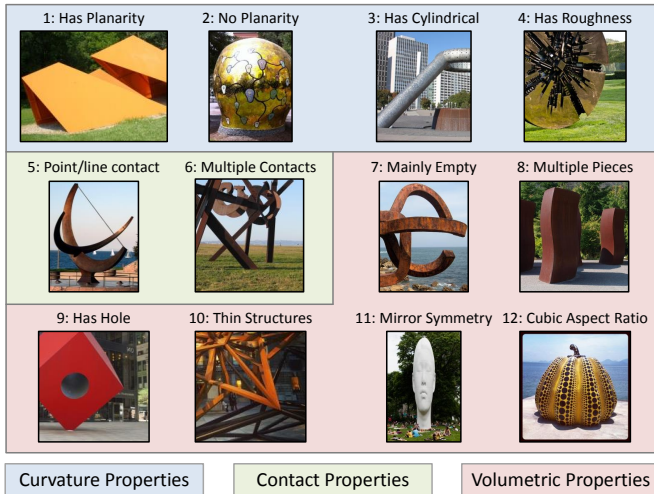 1: Has Planarity
2: No Planarity
3: Has Cylindrical
4: Has Roughness
5: Point/line contact
6: Multiple Contacts
7: Mainly Empty
8: Multiple Pieces
9: Has Hole
10: Thin Structures
11: Mirror Symmetry
12: Cubic Aspect Ratio
Curvature Properties
Contact Properties
Volumetric Properties